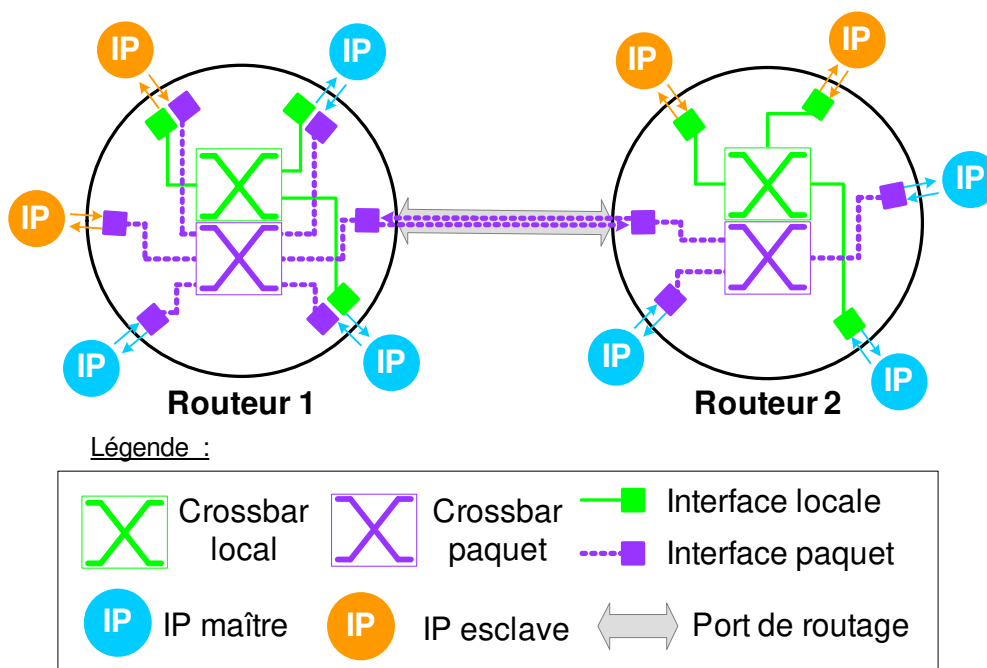 IP
IP
IP
IP
IP
IP
IP
IP
IP
IP
IP
Routeur 1
Routeur 2
Légende :
Crossbar
local
Crossbar
paquet
Interface locale
Interface paquet
IP
IP maître
IP
IP esclave
Port de routage